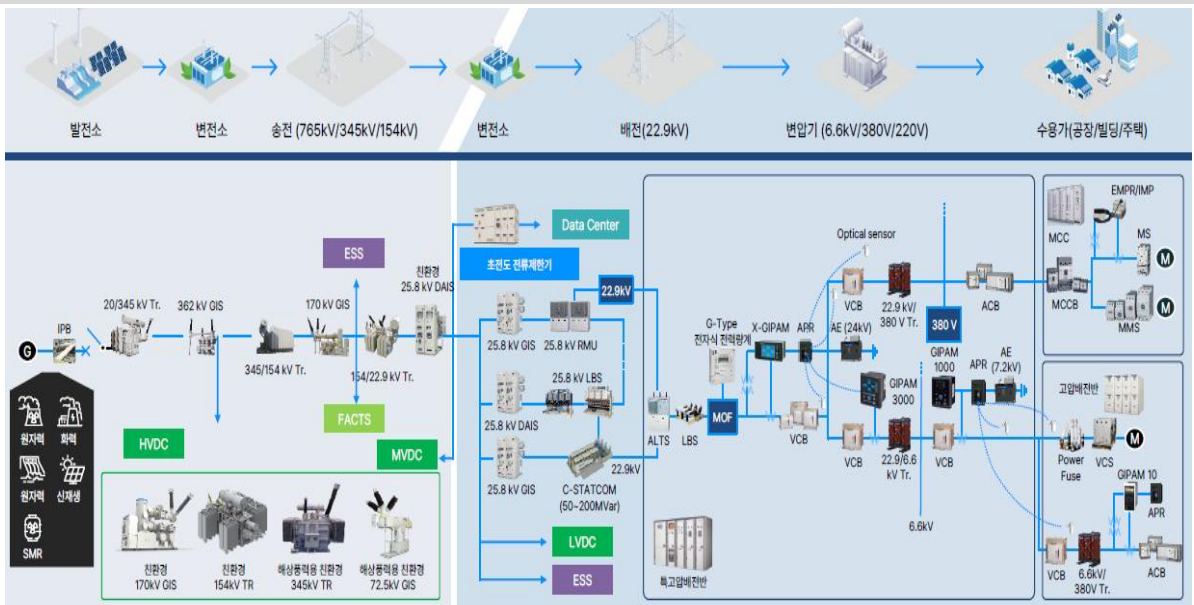 발전소
변전소
송전 (765kV/345kV/154kV)
변전소
배전(22.9kV)
변압기 (6.6kV/380V/220V)
수용가(공장/빌딩/주택)
G
IPB
20/345 kV Tr.
362 kV GIS
345/154 kV Tr.
ESS
170 kV GIS
154/22.9 kV Tr.
FACTS
친환경
25.8 kV DAIS
HVDC
MVDC
원자력
화력
원자력
신재생
SMR
친환경
170kV GIS
친환경
154kV TR
해상풍력용 친환경
345kV TR
해상풍력용 친환경
72.5kV GIS
Data Center
초전도 전류제한기
22.9kV
25.8 kV GIS
25.8 kV RMU
25.8 kV LBS
25.8 kV DAIS
25.8 kV GIS
C-STATCOM
(50~200MVar)
22.9kV
LVDC
ESS
ALTS
LBS
G-Type
전자식 전력량계
MOF
X-GIPAM
APR
AE (24kV)
Optical sensor
VCB
22.9 kV/
380 V Tr.
ACB
380 V
GIPAM
3000
GIPAM
1000
APR
AE
(7.2kV)
VCB
VCB
22.9/6.6
kV Tr.
VCB
6.6kV
특고압배전반
MCC
EMPR/IMP
MS
M
MCCB
MMS
M
고압배전반
Power
Fuse
VCS
M
GIPAM 10
APR
VCB
6.6kV/
380V Tr.
ACB